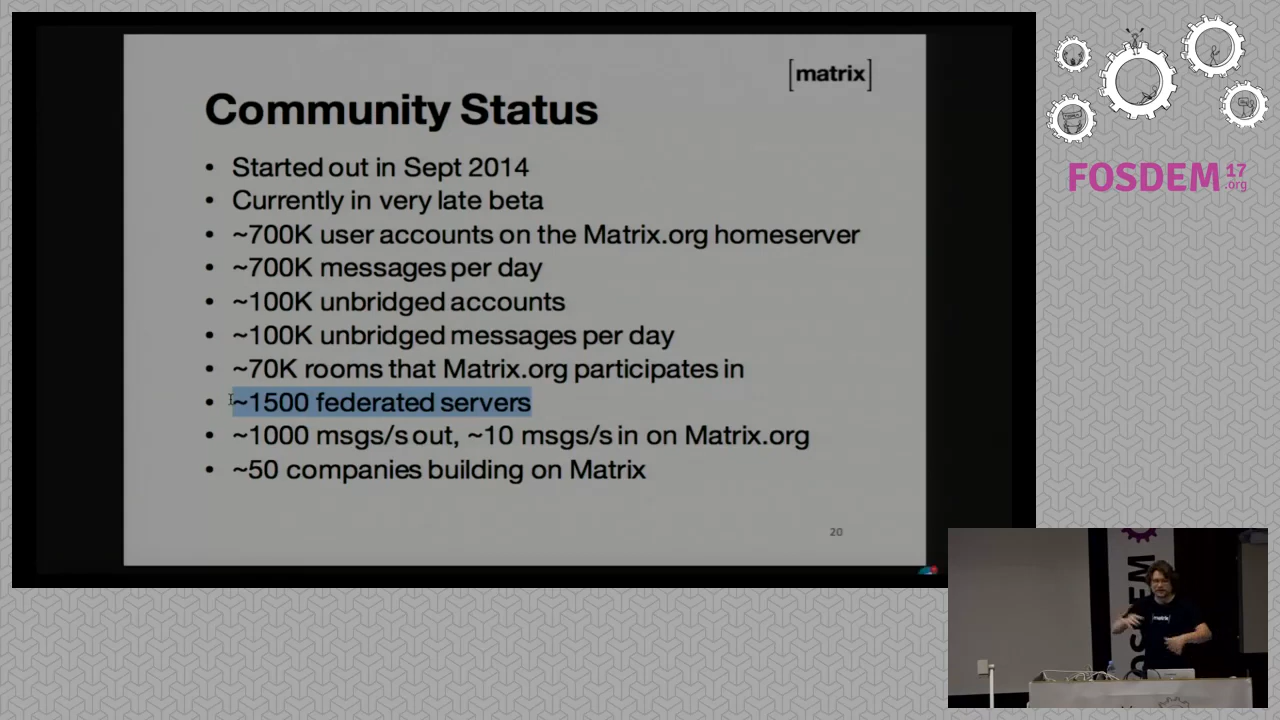 [matrix]
Community Status
• Started out in Sept 2014
• Currently in very late beta
• ~700K user accounts on the Matrix.org homeserver
• ~700K messages per day
• ~100K unbridged accounts
• ~100K unbridged messages per day
• ~70K rooms that Matrix.org participates in
• ~1500 federated servers
• ~1000 msgs/s out, ~10 msgs/s in on Matrix.org
• ~50 companies building on Matrix
20
FOSDEM 17
.org
OSDEM
[matrix]